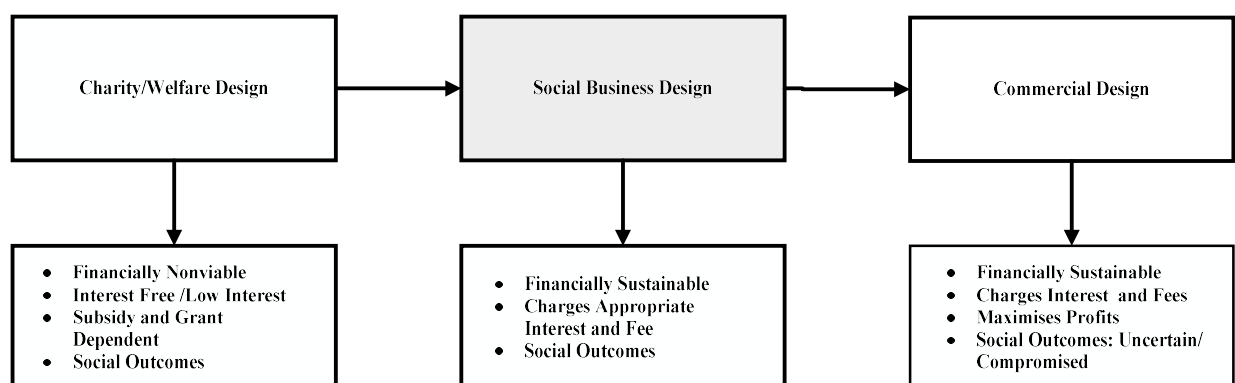 Charity/Welfare Design
Social Business Design
Commercial Design
• Financially Nonviable
• Interest Free /Low Interest
• Subsidy and Grant
Dependent
• Social Outcomes
• Financially Sustainable
• Charges Appropriate
Interest and Fee
• Social Outcomes
• Financially Sustainable
• Charges Interest and Fees
• Maximises Profits
• Social Outcomes: Uncertain/
Compromised